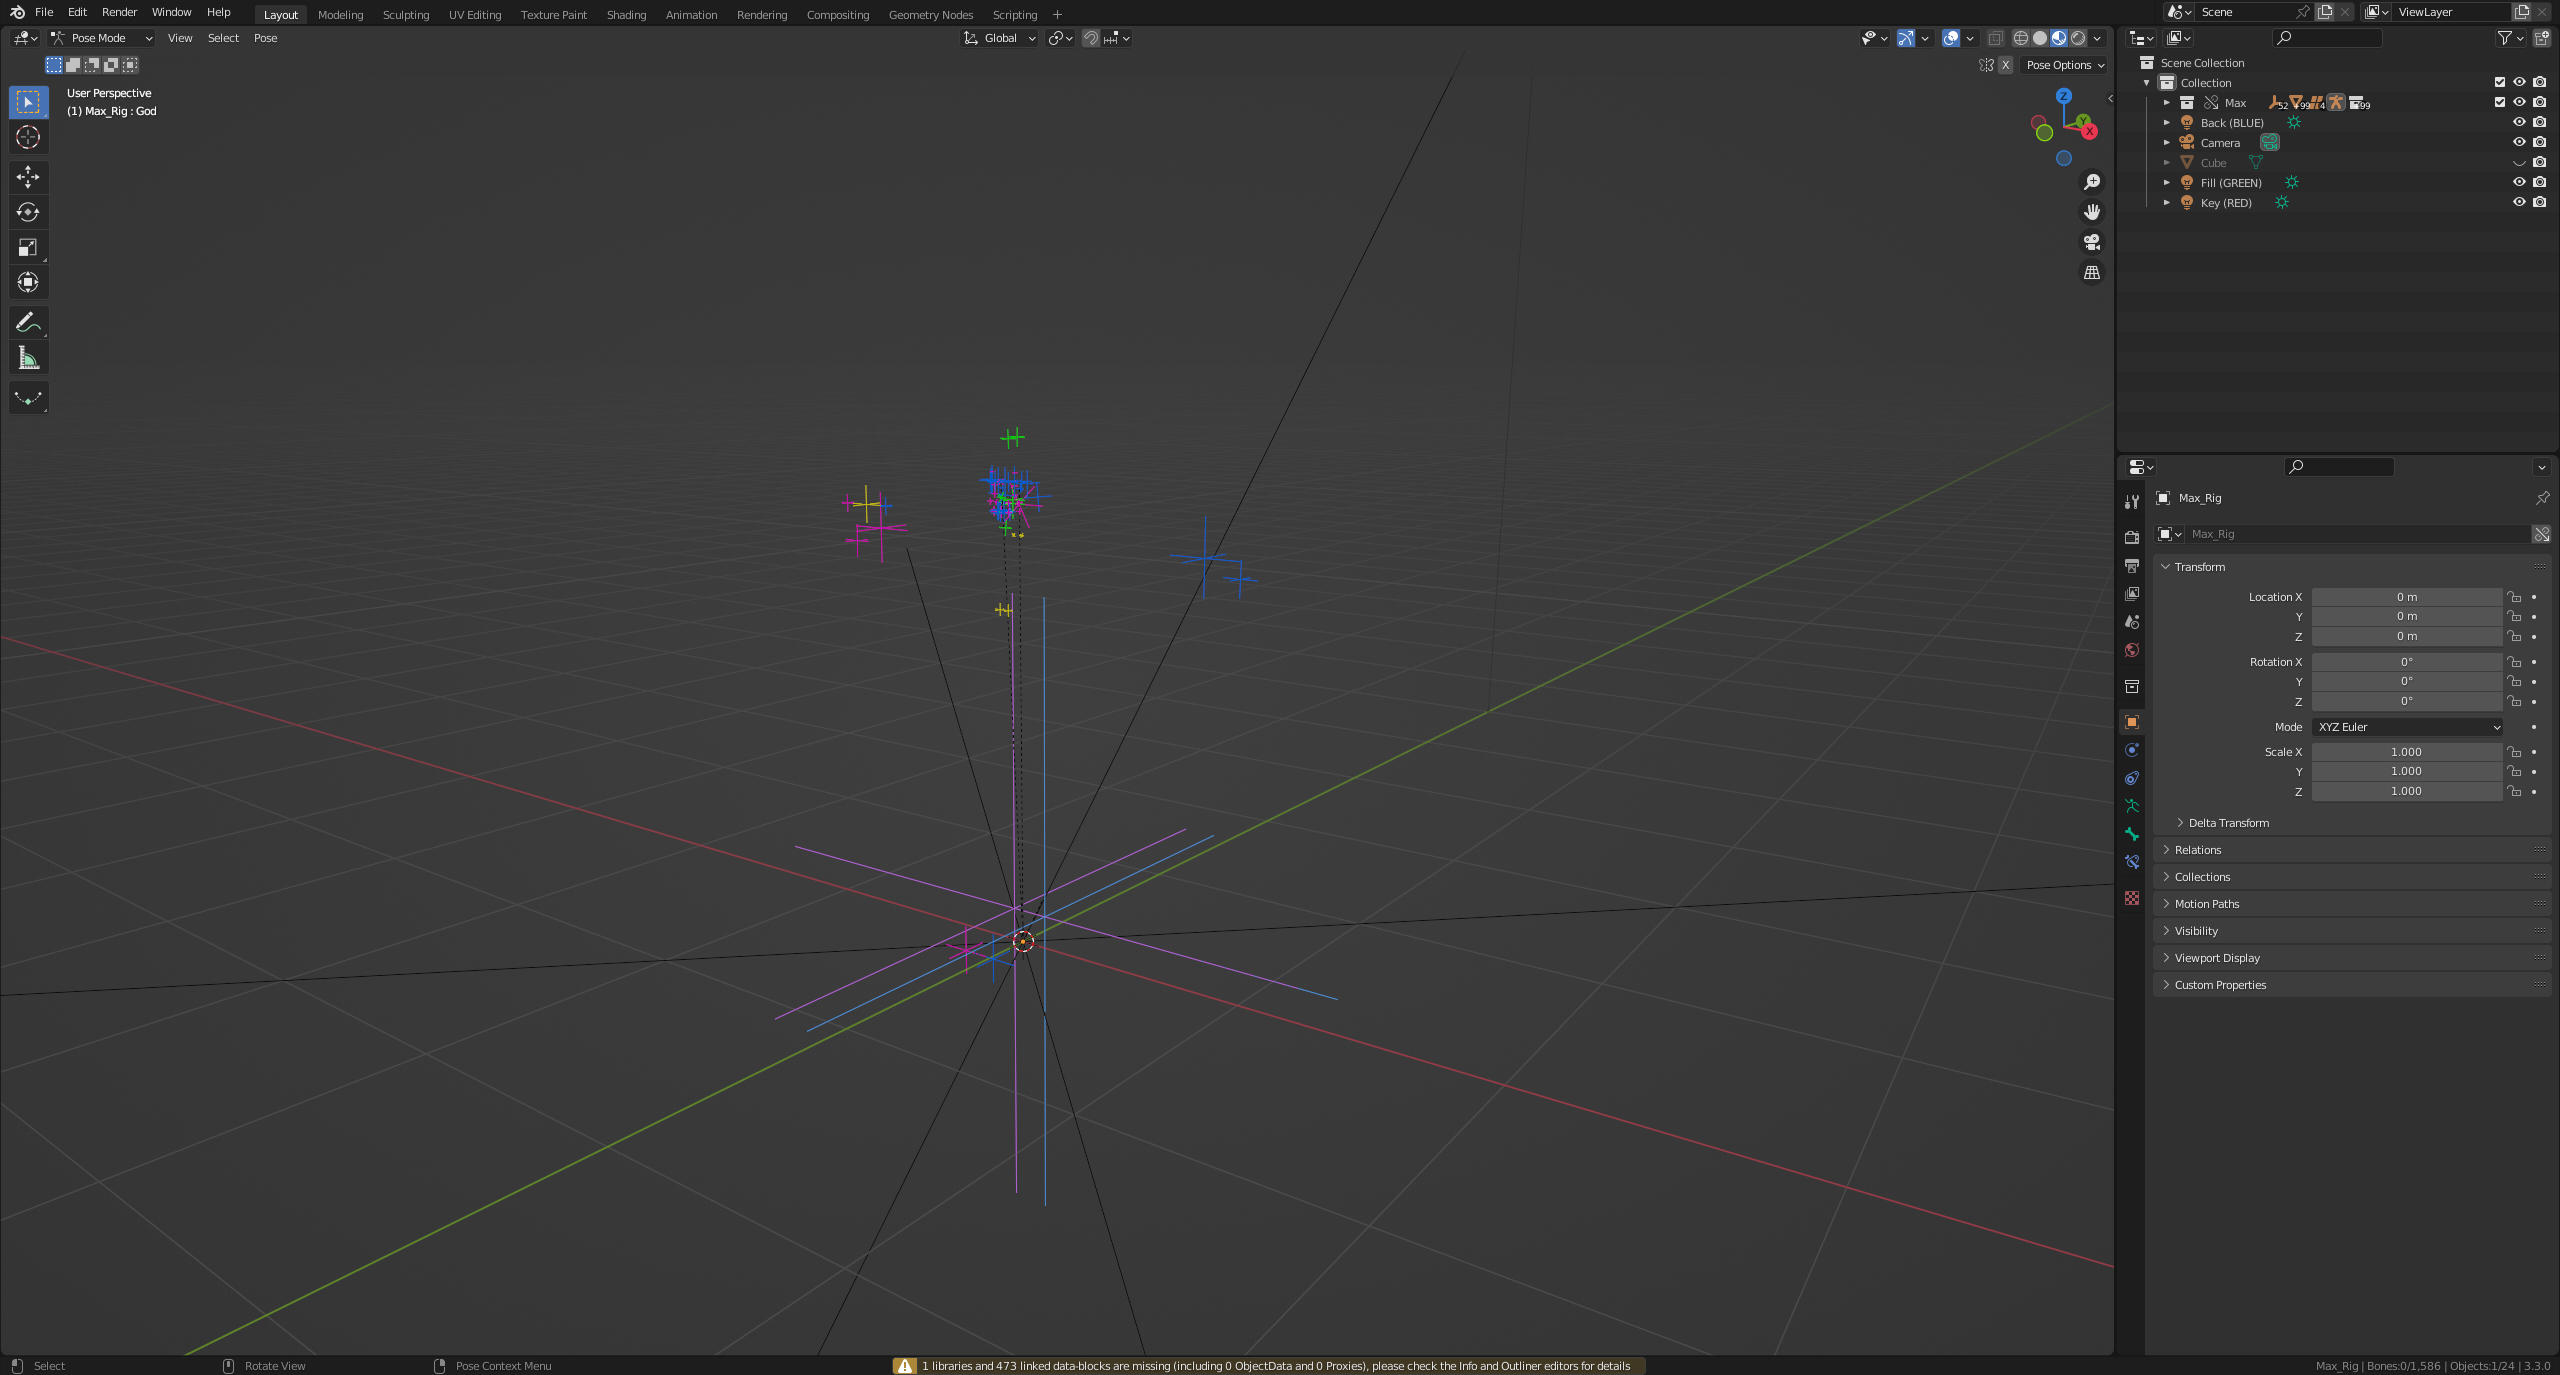 File Edit Render Window Help Layout Modeling Sculpting UV Editing Texture Paint Shading Animation Rendering Compositing Geometry Nodes Scripting Scene ViewLayer
Pose Mode View Select Pose Global
X Pose Options
User Perspective
(1) Max_Rig : God
Z
Y
X
Scene Collection
Collection
Max 52 99 4 99
Back (BLUE)
Camera
Cube
Fill (GREEN)
Key (RED)
Max_Rig
Max_Rig
Transform
Location X 0 m
Y 0 m
Z 0 m
Rotation X 0°
Y 0°
Z 0°
Mode XYZ Euler
Scale X 1.000
Y 1.000
Z 1.000
Delta Transform
Relations
Collections
Motion Paths
Visibility
Viewport Display
Custom Properties
Select Rotate View Pose Context Menu 1 libraries and 473 linked data-blocks are missing (including 0 ObjectData and 0 Proxies), please check the Info and Outliner editors for details Max_Rig | Bones:0/1,586 | Objects:1/24 | 3.3.0